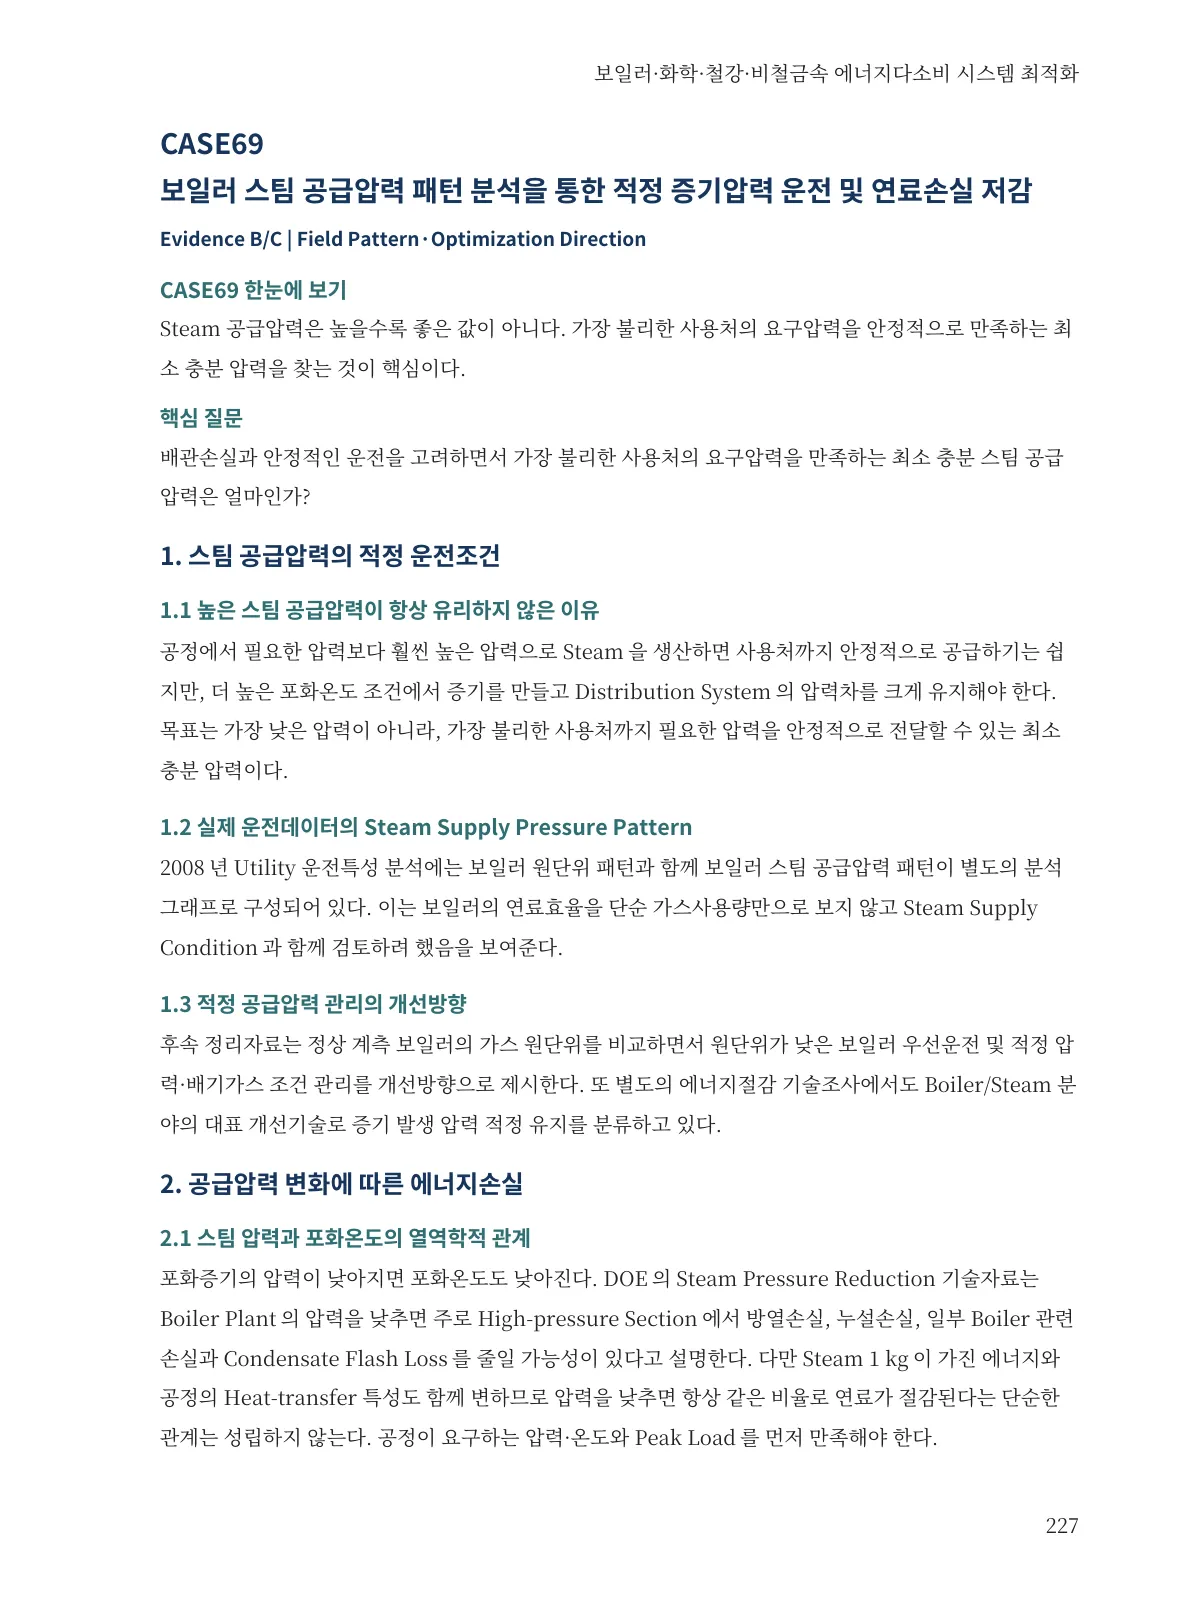 보일러·화학·철강·비철금속 에너지다소비 시스템 최적화
CASE69
보일러 스팀 공급압력 패턴 분석을 통한 적정 증기압력 운전 및 연료손실 저감
Evidence B/C | Field Pattern·Optimization Direction
CASE69 한눈에 보기
Steam 공급압력은 높을수록 좋은 값이 아니다. 가장 불리한 사용처의 요구압력을 안정적으로 만족하는 최
소 충분 압력을 찾는 것이 핵심이다.
핵심 질문
배관손실과 안정적인 운전을 고려하면서 가장 불리한 사용처의 요구압력을 만족하는 최소 충분 스팀 공급
압력은 얼마인가?
1. 스팀 공급압력의 적정 운전조건
1.1 높은 스팀 공급압력이 항상 유리하지 않은 이유
공정에서 필요한 압력보다 훨씬 높은 압력으로 Steam 을 생산하면 사용처까지 안정적으로 공급하기는 쉽
지만, 더 높은 포화온도 조건에서 증기를 만들고 Distribution System 의 압력차를 크게 유지해야 한다.
목표는 가장 낮은 압력이 아니라, 가장 불리한 사용처까지 필요한 압력을 안정적으로 전달할 수 있는 최소
충분 압력이다.
1.2 실제 운전데이터의 Steam Supply Pressure Pattern
2008 년 Utility 운전특성 분석에는 보일러 원단위 패턴과 함께 보일러 스팀 공급압력 패턴이 별도의 분석
그래프로 구성되어 있다. 이는 보일러의 연료효율을 단순 가스사용량만으로 보지 않고 Steam Supply
Condition 과 함께 검토하려 했음을 보여준다.
1.3 적정 공급압력 관리의 개선방향
후속 정리자료는 정상 계측 보일러의 가스 원단위를 비교하면서 원단위가 낮은 보일러 우선운전 및 적정 압
력·배기가스 조건 관리를 개선방향으로 제시한다. 또 별도의 에너지절감 기술조사에서도 Boiler/Steam 분
야의 대표 개선기술로 증기 발생 압력 적정 유지를 분류하고 있다.
2. 공급압력 변화에 따른 에너지손실
2.1 스팀 압력과 포화온도의 열역학적 관계
포화증기의 압력이 낮아지면 포화온도도 낮아진다. DOE 의 Steam Pressure Reduction 기술자료는
Boiler Plant 의 압력을 낮추면 주로 High-pressure Section 에서 방열손실, 누설손실, 일부 Boiler 관련
손실과 Condensate Flash Loss 를 줄일 가능성이 있다고 설명한다. 다만 Steam 1 kg 이 가진 에너지와
공정의 Heat-transfer 특성도 함께 변하므로 압력을 낮추면 항상 같은 비율로 연료가 절감된다는 단순한
관계는 성립하지 않는다. 공정이 요구하는 압력·온도와 Peak Load 를 먼저 만족해야 한다.
227